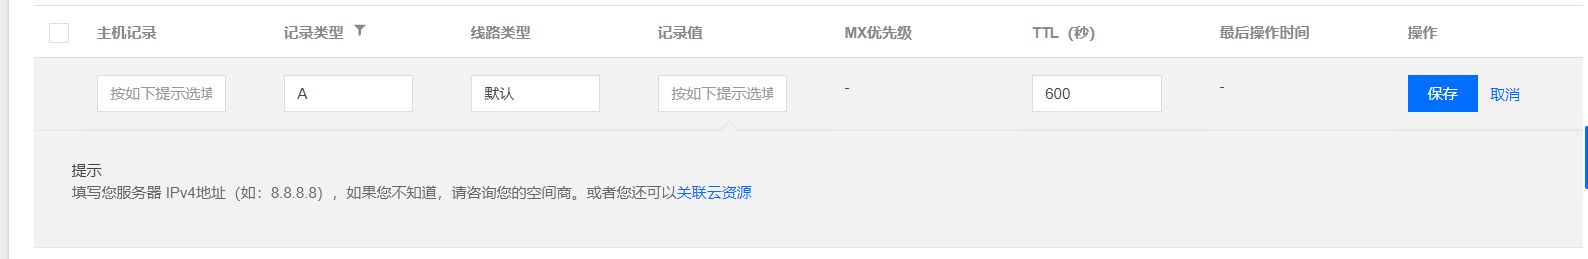 主机记录 记录类型 线路类型 记录值 MX优先级 TTL（秒） 最后操作时间 操作
按如下提示选填 A 默认 按如下提示选填 - 600 - 保存 取消
提示
填写您服务器 IPv4地址（如：8.8.8.8），如果您不知道，请咨询您的空间商。或者您还可以关联云资源